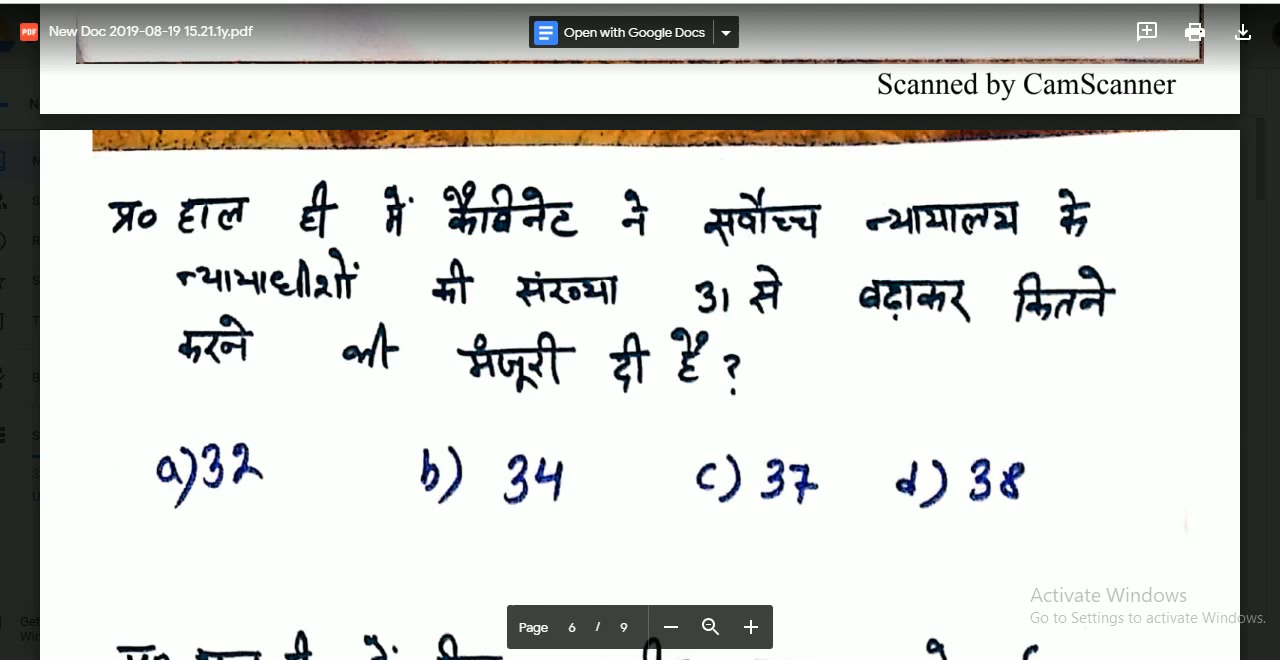 PDF New Doc 2019-08-19 15.21.1y.pdf
Open with Google Docs
Scanned by CamScanner
प्र० हाल ही में कैबिनेट ने सर्वोच्च न्यायालय के
न्यायाधीशों की संख्या 31 से बढ़ाकर कितने
करने की मंजूरी दी है ?
a) 32 b) 34 c) 37 d) 38
Activate Windows
Go to Settings to activate Windows.
Page 6 / 9